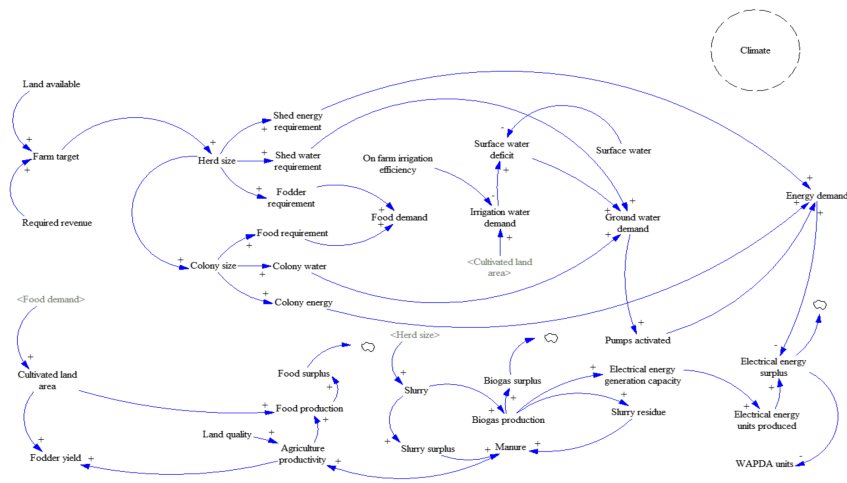 Climate
Land available
Farm target
Required revenue
Herd size
Shed energy
requirement
Shed water
requirement
Fodder
requirement
Food requirement
Food demand
Colony size
Colony water
Colony energy
On farm irrigation
efficiency
Surface water
deficit
Surface water
Irrigation water
demand
<Cultivated land
area>
Ground water
demand
Energy demand
Pumps activated
<Food demand>
Cultivated land
area
Fodder yield
Food surplus
Food production
Land quality
Agriculture
productivity
<Herd size>
Slurry
Slurry surplus
Biogas surplus
Biogas production
Manure
Electrical energy
generation capacity
Slurry residue
Electrical energy
surplus
Electrical energy
units produced
WAPDA units